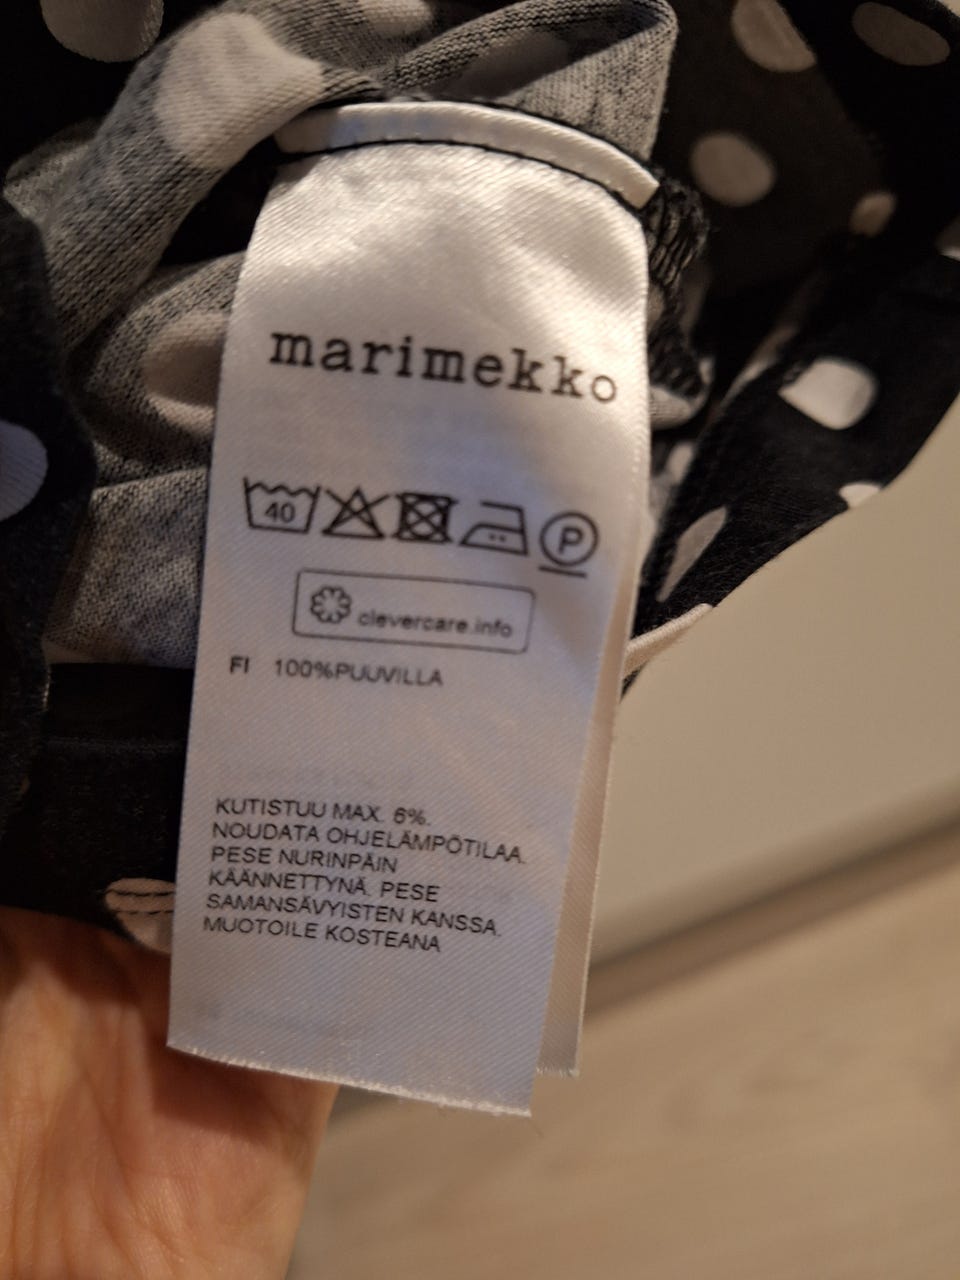 marimekko
40
P
clevercare.info
FI 100%PUUVILLA
KUTISTUU MAX. 6%.
NOUDATA OHJELÄMPÖTILAA.
PESE NURINPÄIN
KÄÄNNETTYNÄ. PESE
SAMANSÄVYISTEN KANSSA.
MUOTOILE KOSTEANA